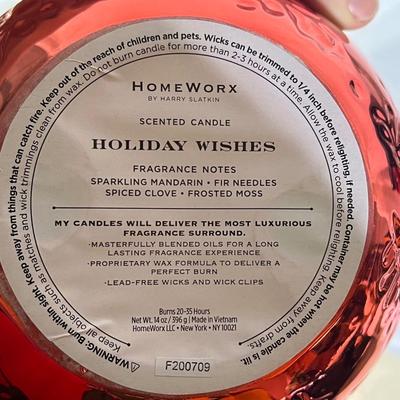 HOMEWORX
BY HARRY SLATKIN
SCENTED CANDLE
HOLIDAY WISHES
FRAGRANCE NOTES
SPARKLING MANDARIN • FIR NEEDLES
SPICED CLOVE • FROSTED MOSS
MY CANDLES WILL DELIVER THE MOST LUXURIOUS
FRAGRANCE SURROUND.
•MASTERFULLY BLENDED OILS FOR A LONG
LASTING FRAGRANCE EXPERIENCE
•PROPRIETARY WAX FORMULA TO DELIVER A
PERFECT BURN
•LEAD-FREE WICKS AND WICK CLIPS
Burns 20-35 Hours
Net Wt. 14 oz / 396 g | Made in Vietnam
HomeWorx LLC • New York • NY 10021
F200709
WARNING: Burn within sight. Keep away from things that can catch fire. Keep out of the reach of children and pets. Wicks can be trimmed to 1/4 inch before relighting, if needed. Container may be hot when the candle is lit.
Keep all objects such as matches and wick trimmings clean from wax. Do not burn candle for more than 2-3 hours at a time. Allow the wax to cool before relighting. Keep away from drafts.